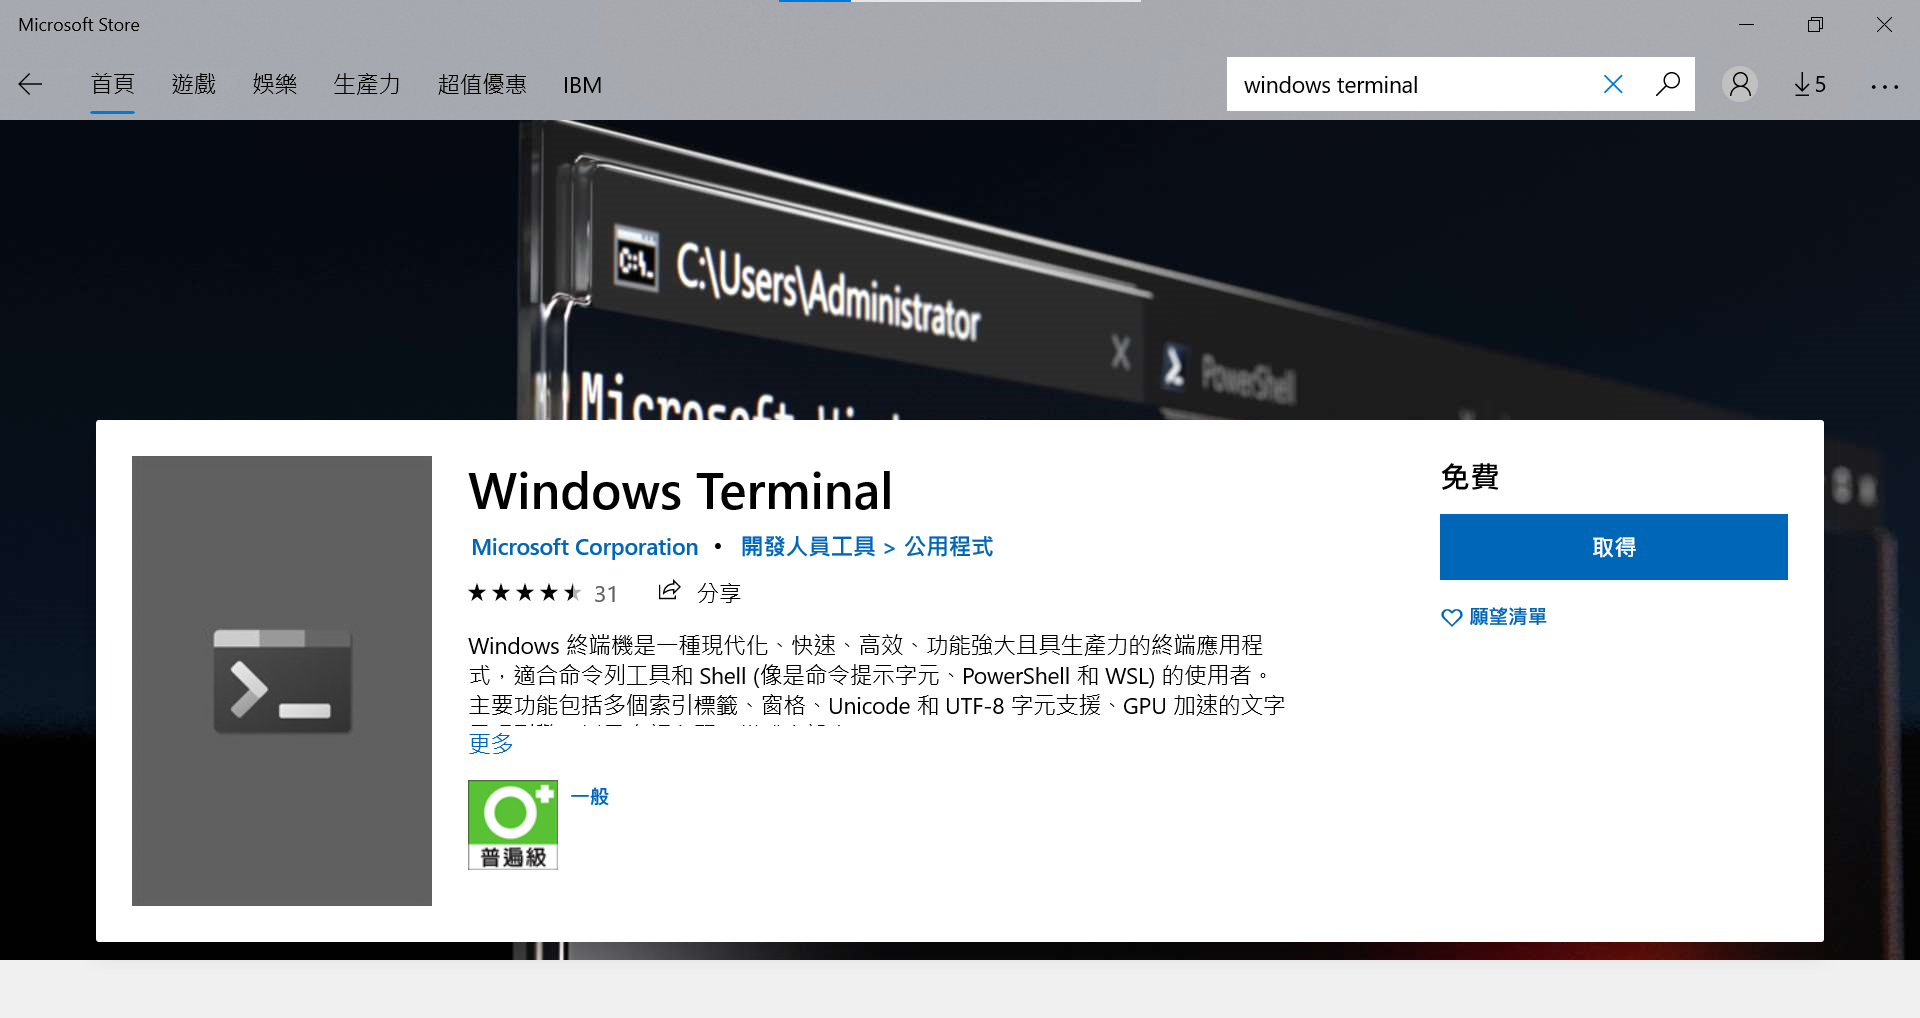 Microsoft Store
首頁 遊戲 娛樂 生產力 超值優惠 IBM
windows terminal
5
C:\Users\Administrator
PowerShell
Microsoft
Windows Terminal
Microsoft Corporation • 開發人員工具 > 公用程式
31 分享
Windows 終端機是一種現代化、快速、高效、功能強大且具生產力的終端應用程
式，適合命令列工具和 Shell (像是命令提示字元、PowerShell 和 WSL) 的使用者。
主要功能包括多個索引標籤、窗格、Unicode 和 UTF-8 字元支援、GPU 加速的文字
更多
普遍級
一般
免費
取得
願望清單